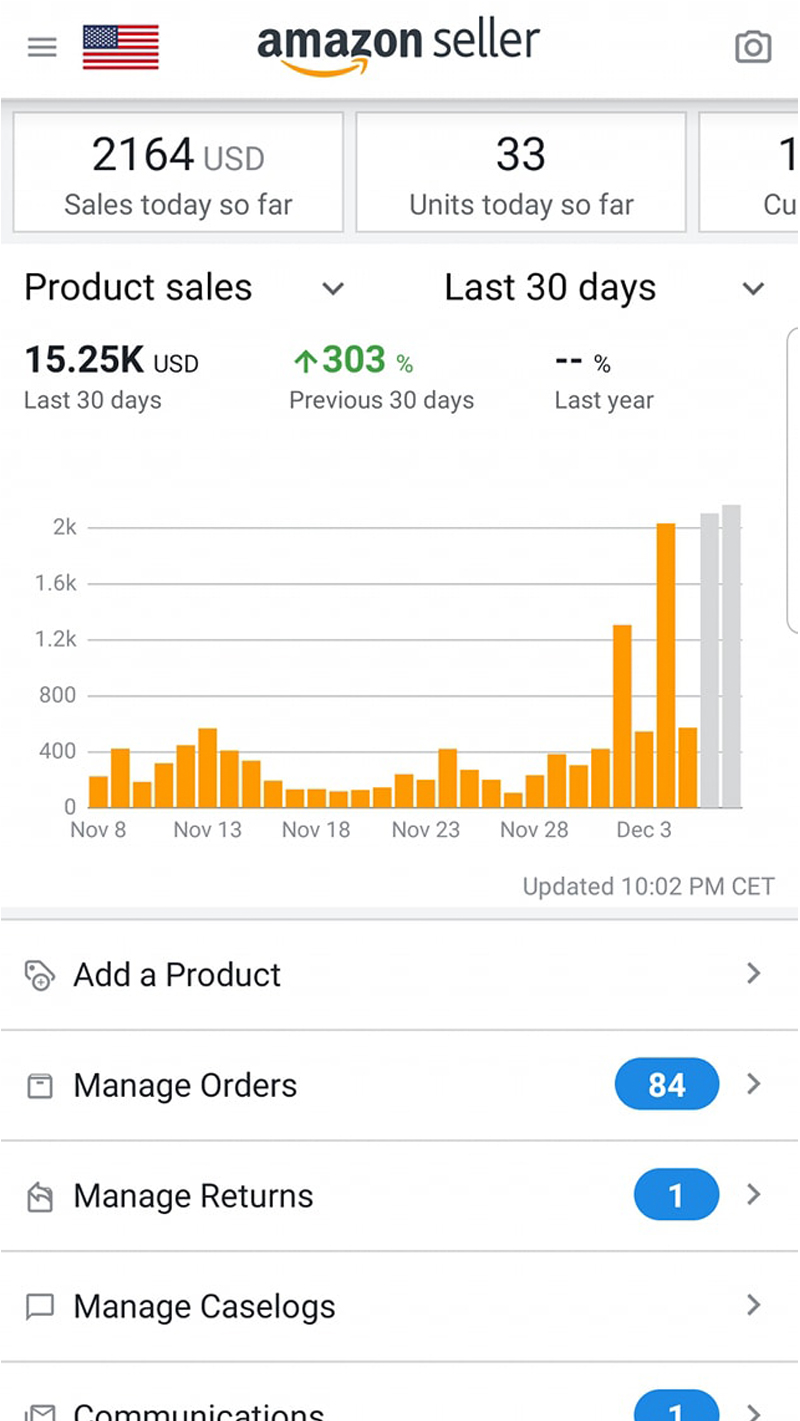 amazon seller
2164 USD
Sales today so far
33
Units today so far
1
Cu
Product sales
Last 30 days
15.25K USD
Last 30 days
↑303 %
Previous 30 days
-- %
Last year
2k
1.6k
1.2k
800
400
0
Nov 8 Nov 13 Nov 18 Nov 23 Nov 28 Dec 3
Updated 10:02 PM CET
Add a Product
Manage Orders 84
Manage Returns 1
Manage Caselogs
Communications 1